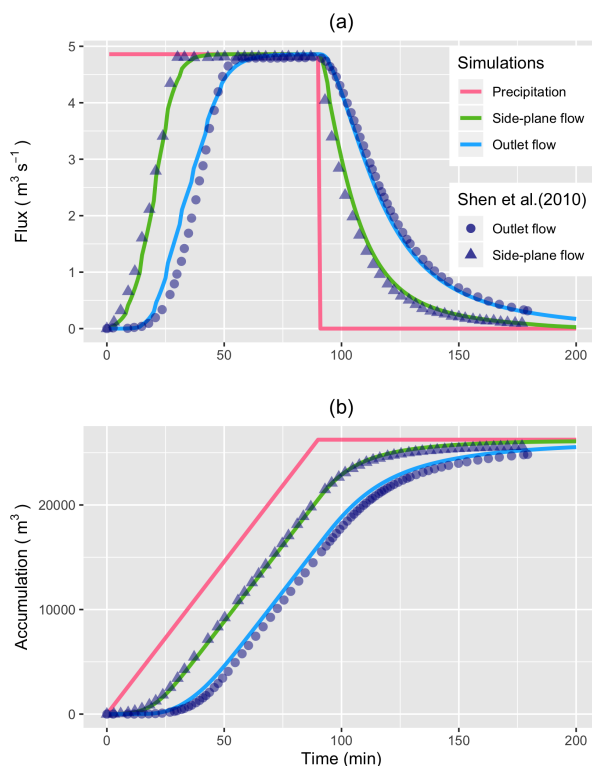 (a)
Flux ( m³ s⁻¹ )
5
4
3
2
1
0
0
50
100
150
200
Simulations
Precipitation
Side-plane flow
Outlet flow
Shen et al.(2010)
Outlet flow
Side-plane flow
(b)
Accumulation ( m³ )
20000
10000
0
0
50
100
150
200
Time (min)